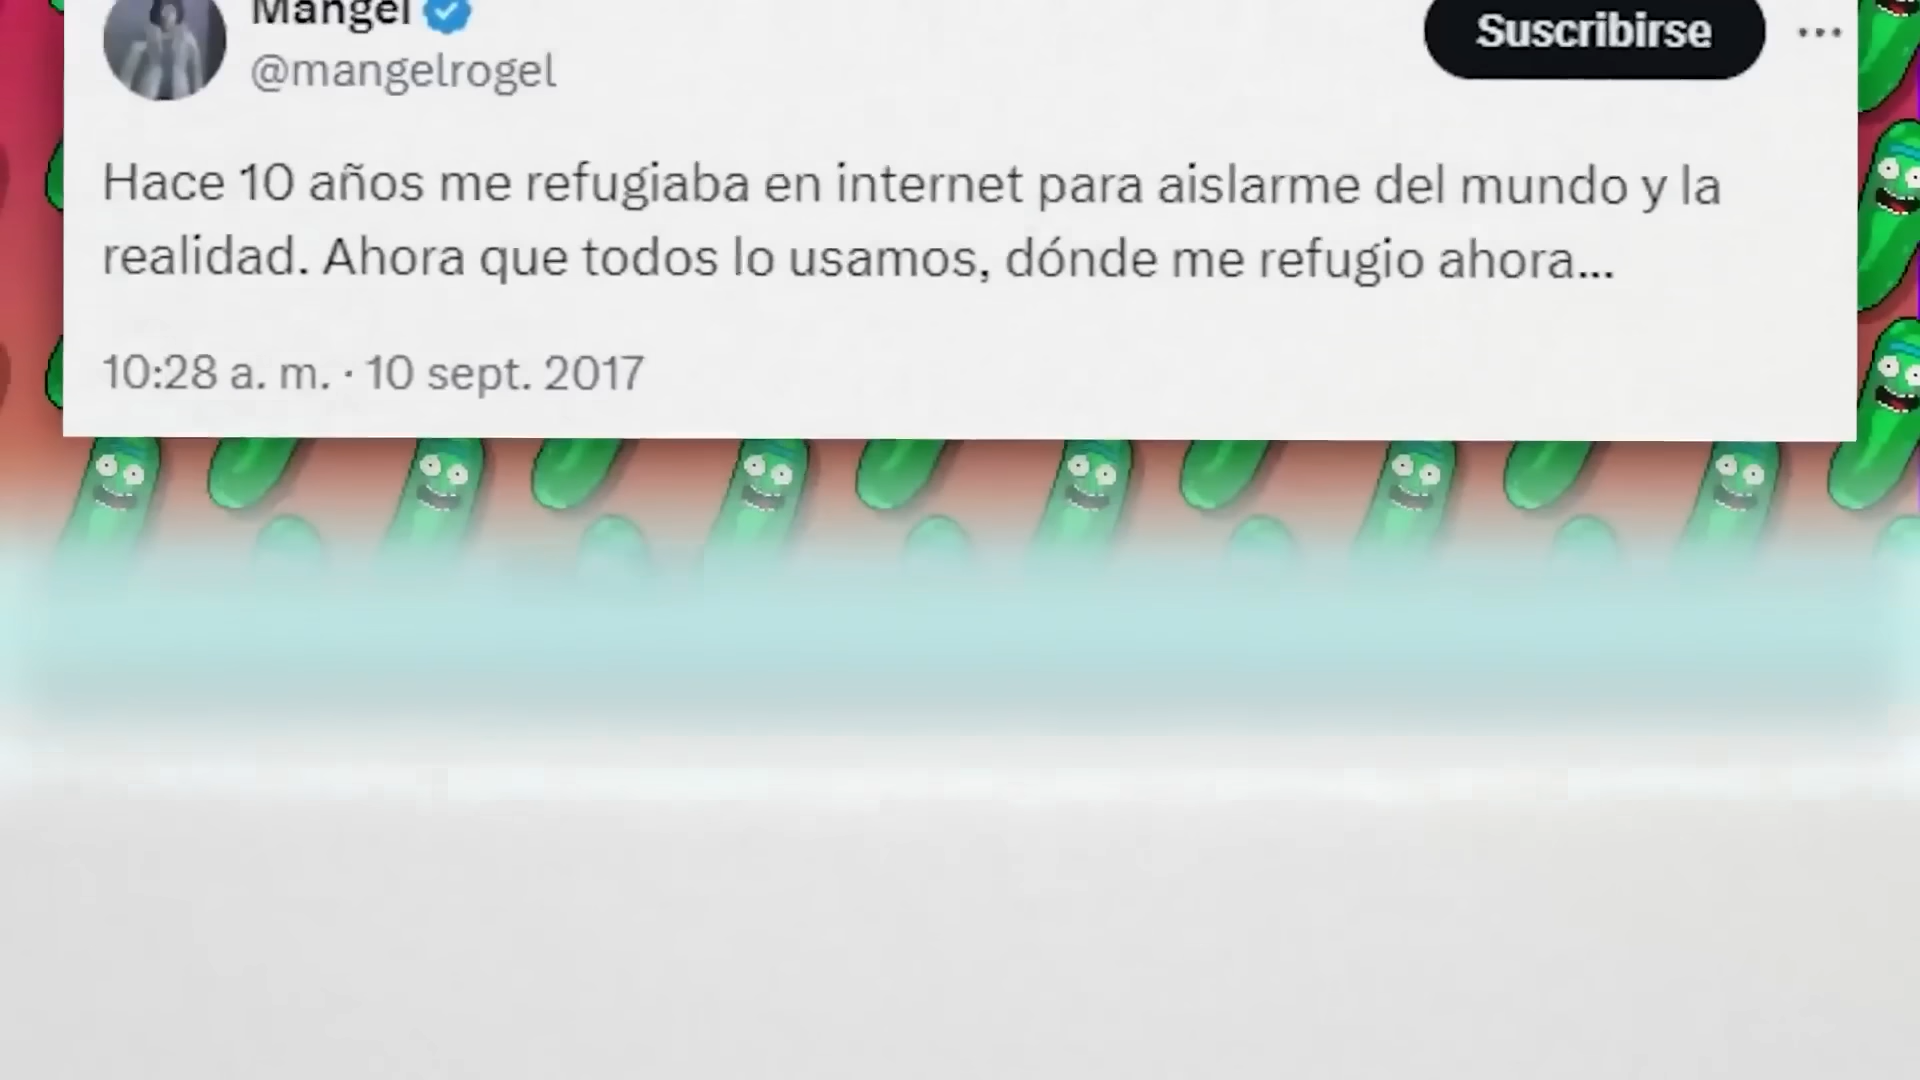 Mangel
@mangelrogel
Suscribirse
Hace 10 años me refugiaba en internet para aislarme del mundo y la
realidad. Ahora que todos lo usamos, dónde me refugio ahora...
10:28 a. m. · 10 sept. 2017